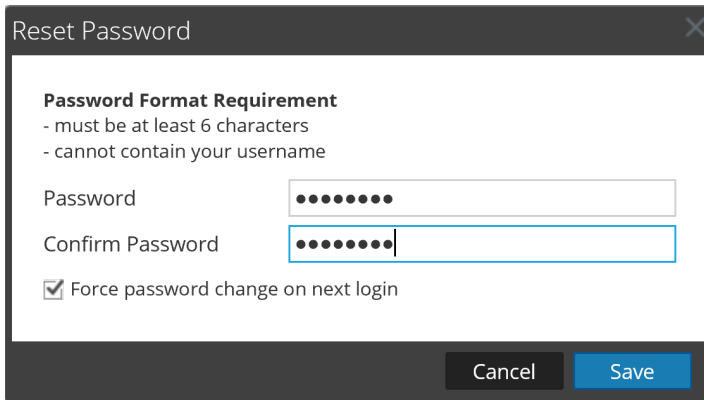 Reset Password
Password Format Requirement
- must be at least 6 characters
- cannot contain your username
Password ●●●●●●●●
Confirm Password ●●●●●●●●
Force password change on next login
Cancel Save